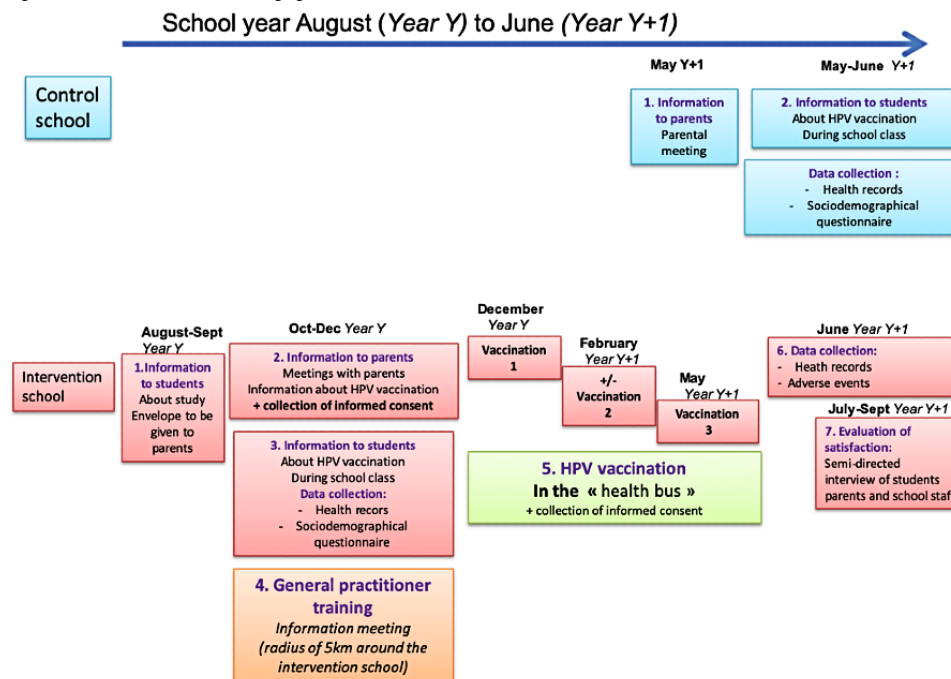 School year August (Year Y) to June (Year Y+1)
Control
school
May Y+1
1. Information
to parents
Parental
meeting
May-June Y+1
2. Information to students
About HPV vaccination
During school class
Data collection :
- Health records
- Sociodemographical
questionnaire
Intervention
school
August-Sept
Year Y
1.Information
to students
About study
Envelope to be
given to
parents
Oct-Dec Year Y
2. Information to parents
Meetings with parents
Information about HPV vaccination
+ collection of informed consent
3. Information to students
About HPV vaccination
During school class
Data collection:
- Health recors
- Sociodemographical
questionnaire
4. General practitioner
training
Information meeting
(radius of 5km around the
intervention school)
December
Year Y
Vaccination
1
February
Year Y+1
+/-
Vaccination
2
May
Year Y+1
Vaccination
3
5. HPV vaccination
In the « health bus »
+ collection of informed consent
June Year Y+1
6. Data collection:
- Heath records
- Adverse events
July-Sept Year Y+1
7. Evaluation of
satisfaction:
Semi-directed
interview of students
parents and school staf